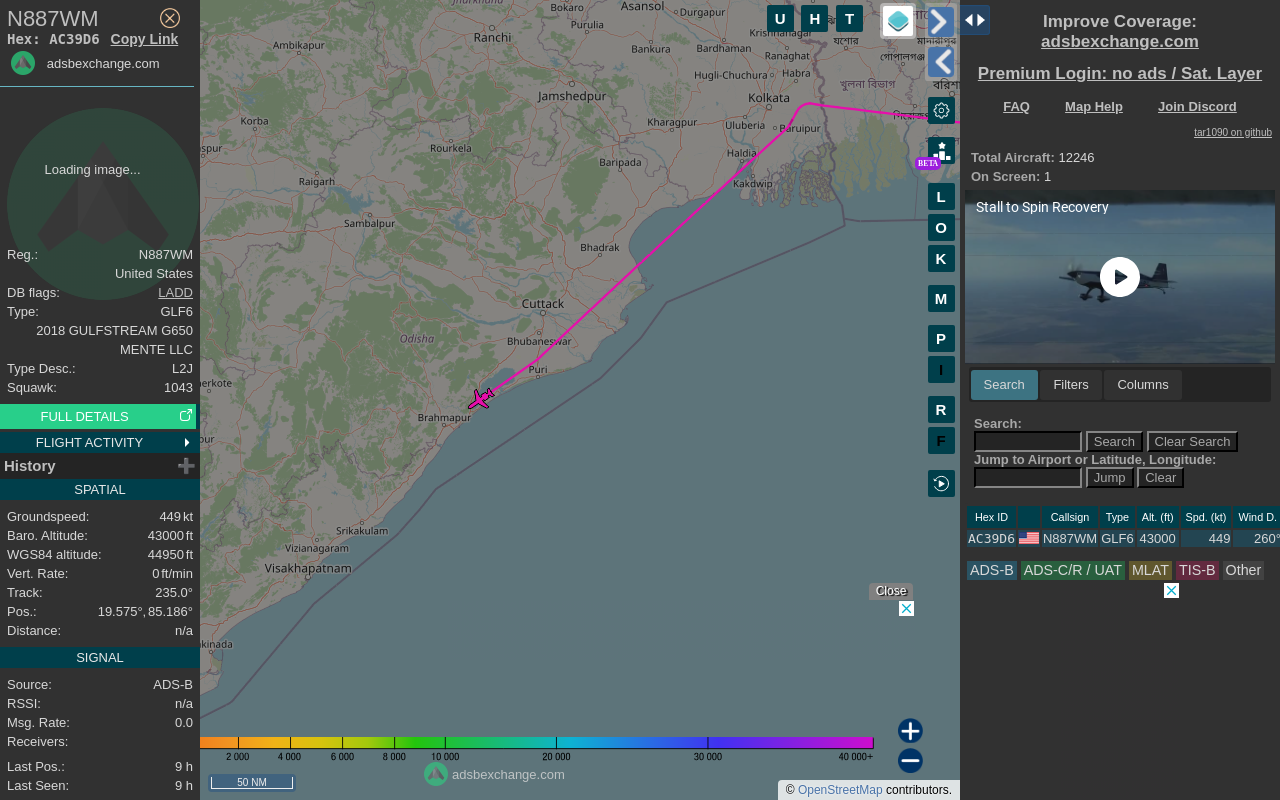 N887WM
Hex: AC39D6 Copy Link
adsbexchange.com
Loading image...
Reg.: N887WM
United States
DB flags: LADD
Type: GLF6
2018 GULFSTREAM G650
MENTE LLC
Type Desc.: L2J
Squawk: 1043
FULL DETAILS
FLIGHT ACTIVITY
History
SPATIAL
Groundspeed: 449 kt
Baro. Altitude: 43000 ft
WGS84 altitude: 44950 ft
Vert. Rate: 0 ft/min
Track: 235.0°
Pos.: 19.575°, 85.186°
Distance: n/a
SIGNAL
Source: ADS-B
RSSI: n/a
Msg. Rate: 0.0
Receivers:
Last Pos.: 9 h
Last Seen: 9 h
Bokaro
Asansol
Durgapur
Purulia
Ranchi
Ambikapur
Bankura
Bardhaman
Krishnanagar
যশোর
Ranaghat
গোপালগঞ্জ
Hugli-Chuchura
Habra
খুলনা বিভাগ
Jamshedpur
Kolkata
Korba
Kharagpur
Uluberia
Baruipur
Rourkela
Haldia
Baripada
Kakdwip
Raigarh
Sambalpur
Bhadrak
Cuttack
Odisha
Bhubaneswar
Puri
Brahmapur
Srikakulam
Vizianagaram
Visakhapatnam
U H T
BETA
L
O
K
M
P
I
R
F
Close
2 000 4 000 6 000 8 000 10 000 20 000 30 000 40 000+
50 NM
adsbexchange.com
© OpenStreetMap contributors.
Improve Coverage:
adsbexchange.com
Premium Login: no ads / Sat. Layer
FAQ Map Help Join Discord
tar1090 on github
Total Aircraft: 12246
On Screen: 1
Stall to Spin Recovery
Search Filters Columns
Search:
Search Clear Search
Jump to Airport or Latitude, Longitude:
Jump Clear
Hex ID Callsign Type Alt. (ft) Spd. (kt) Wind D.
AC39D6 N887WM GLF6 43000 449 260°
ADS-B ADS-C/R / UAT MLAT TIS-B Other